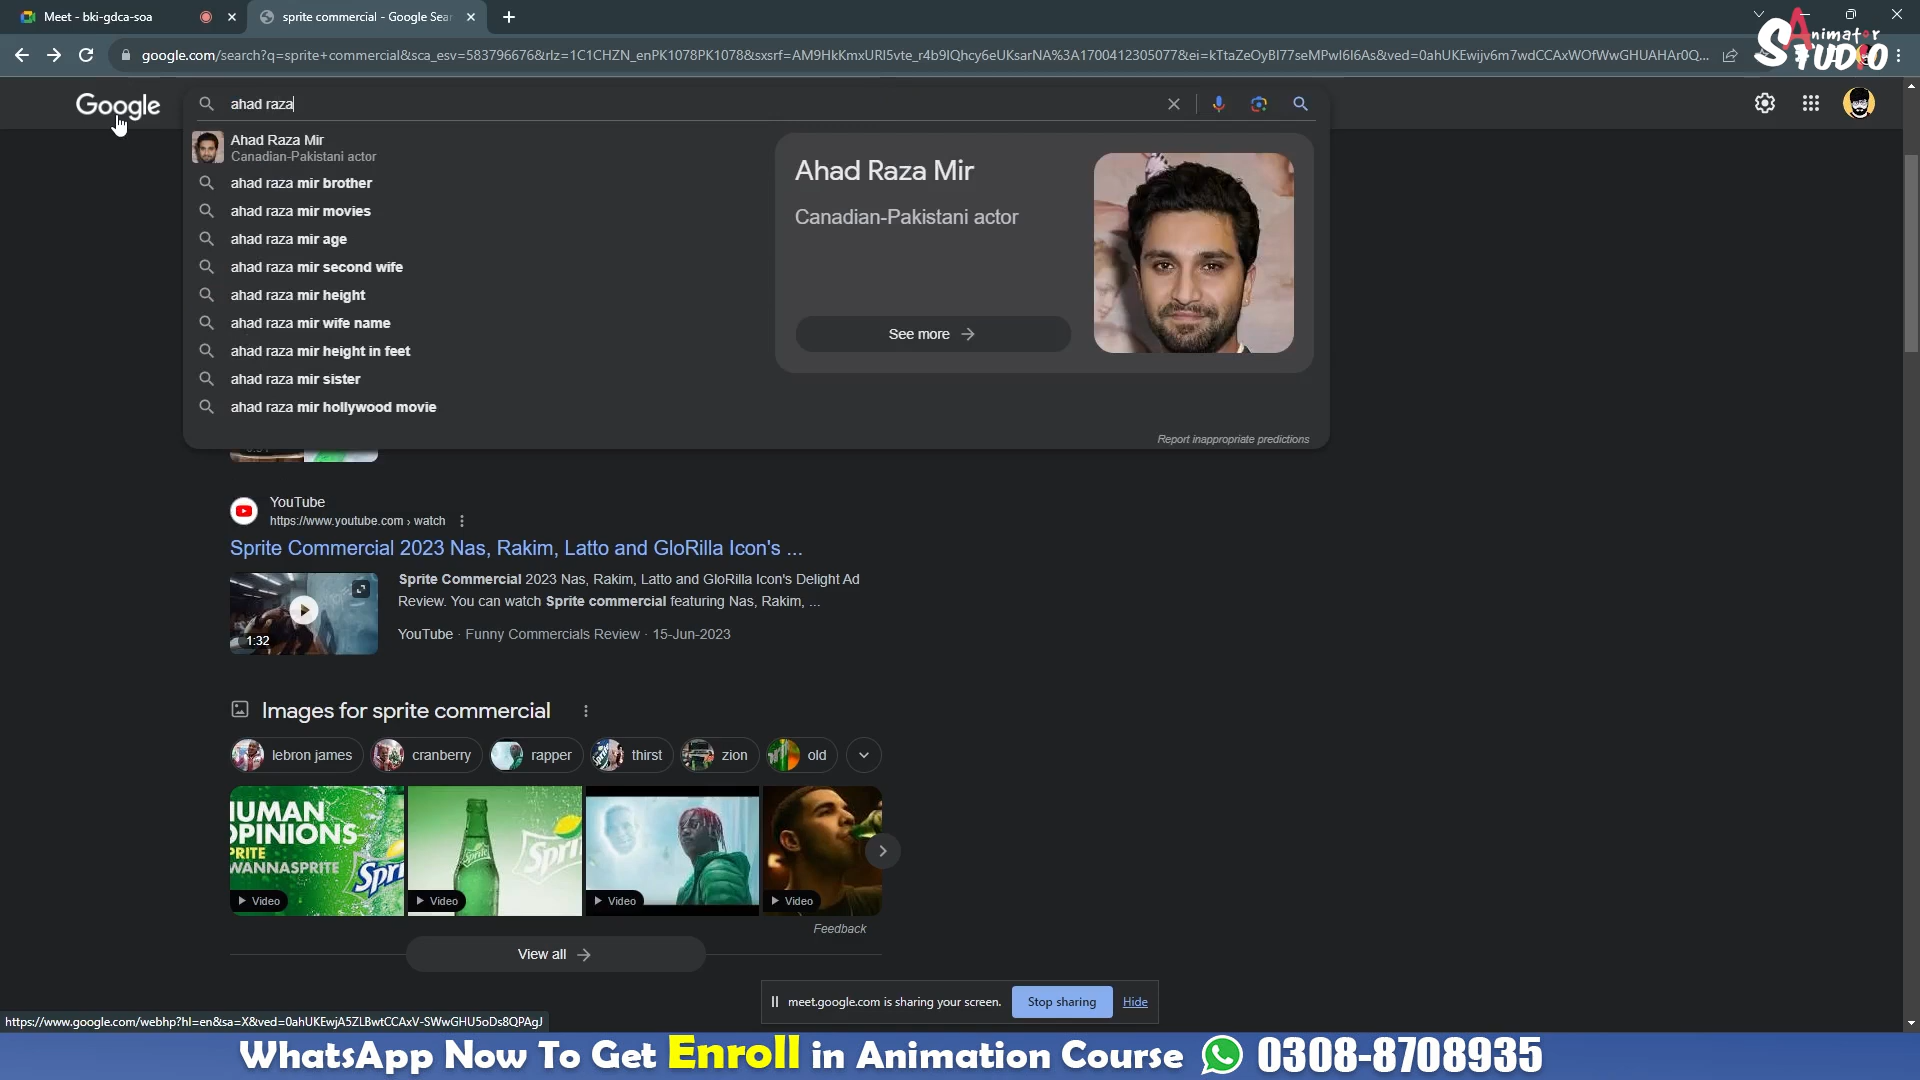 Meet - bki-gdca-soa
sprite commercial - Google Sear
google.com/search?q=sprite+commercial&sca_esv=583796676&rlz=1C1CHZN_enPK1078PK1078&sxsrf=AM9HkKmxURI5vte_r4b9IQhcy6eUKsarNA%3A1700412305077&ei=kTtaZeOyBI77seMPwI6I6As&ved=0ahUKEwijv6m7wdCCAxWOfWwGHUAHAr0Q...
Animator
STUDIO
Google
ahad raza
Ahad Raza Mir
Canadian-Pakistani actor
ahad raza mir brother
ahad raza mir movies
ahad raza mir age
ahad raza mir second wife
ahad raza mir height
ahad raza mir wife name
ahad raza mir height in feet
ahad raza mir sister
ahad raza mir hollywood movie
Ahad Raza Mir
Canadian-Pakistani actor
See more
Report inappropriate predictions
YouTube
https://www.youtube.com › watch
Sprite Commercial 2023 Nas, Rakim, Latto and GloRilla Icon's ...
1:32
Sprite Commercial 2023 Nas, Rakim, Latto and GloRilla Icon's Delight Ad
Review. You can watch Sprite commercial featuring Nas, Rakim, ...
YouTube · Funny Commercials Review · 15-Jun-2023
Images for sprite commercial
lebron james
cranberry
rapper
thirst
zion
old
HUMAN
OPINIONS
SPRITE
WANNASPRITE
Spri
Sprite
Spri
Video
Video
Video
Video
Feedback
View all
meet.google.com is sharing your screen.
Stop sharing
Hide
https://www.google.com/webhp?hl=en&sa=X&ved=0ahUKEwjA5ZLBwtCCAxV-SWwGHU5oDs8QPAgJ
WhatsApp Now To Get Enroll in Animation Course 0308-8708935